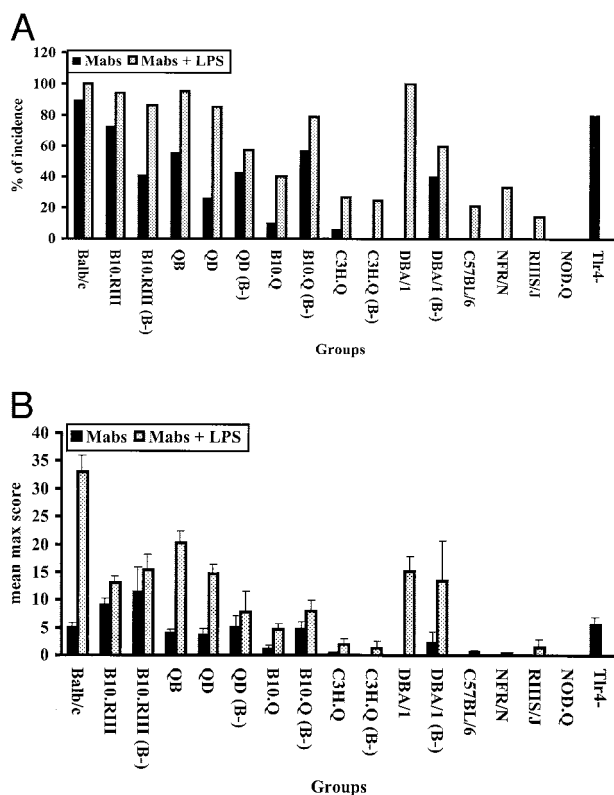 A
Mabs Mabs + LPS
% of incidence
120
100
80
60
40
20
0
Balb/c
B10.RIII
B10.RIII (B-)
QB
QD
QD (B-)
B10.Q
B10.Q (B-)
C3H.Q
C3H.Q (B-)
DBA/1
DBA/1 (B-)
C57BL/6
NFR/N
RIIIS/J
NOD.Q
Tlr4-
Groups
B
Mabs Mabs + LPS
mean max score
40
35
30
25
20
15
10
5
0
Balb/c
B10.RIII
B10.RIII (B-)
QB
QD
QD (B-)
B10.Q
B10.Q (B-)
C3H.Q
C3H.Q (B-)
DBA/1
DBA/1 (B-)
C57BL/6
NFR/N
RIIIS/J
NOD.Q
Tlr4-
Groups